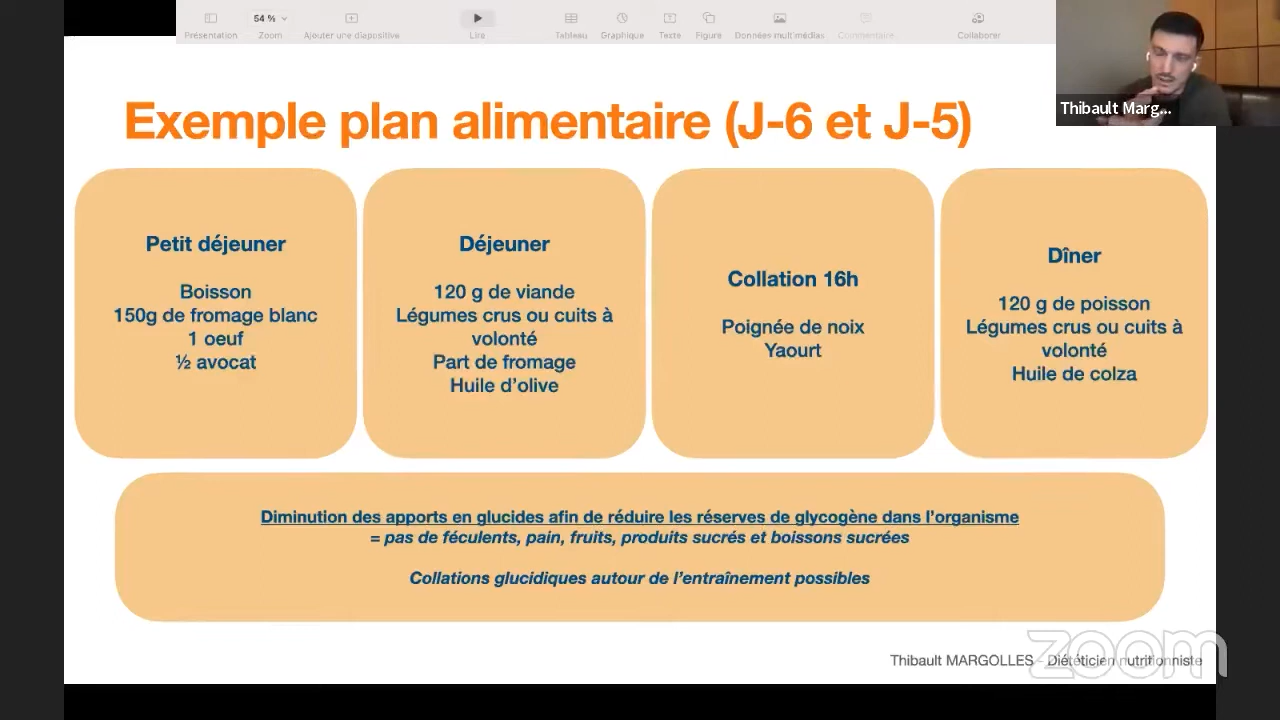 54 %
Présentation
Zoom
Ajouter une diapositive
Lire
Tableau
Graphique
Texte
Figure
Données multimédias
Commentaire
Collaborer
Thibault Marg...
Exemple plan alimentaire (J-6 et J-5)
Petit déjeuner
Boisson
150g de fromage blanc
1 oeuf
½ avocat
Déjeuner
120 g de viande
Légumes crus ou cuits à
volonté
Part de fromage
Huile d’olive
Collation 16h
Poignée de noix
Yaourt
Dîner
120 g de poisson
Légumes crus ou cuits à
volonté
Huile de colza
Diminution des apports en glucides afin de réduire les réserves de glycogène dans l’organisme
= pas de féculents, pain, fruits, produits sucrés et boissons sucrées
Collations glucidiques autour de l’entraînement possibles
Thibault MARGOLLES - Diététicien nutritionniste
zoom